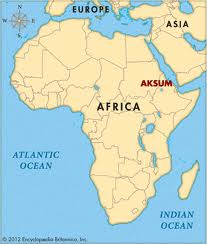 EUROPE
ASIA
N
W
E
S
AKSUM
AFRICA
ATLANTIC
OCEAN
INDIAN
OCEAN
© 2012 Encyclopædia Britannica, Inc.